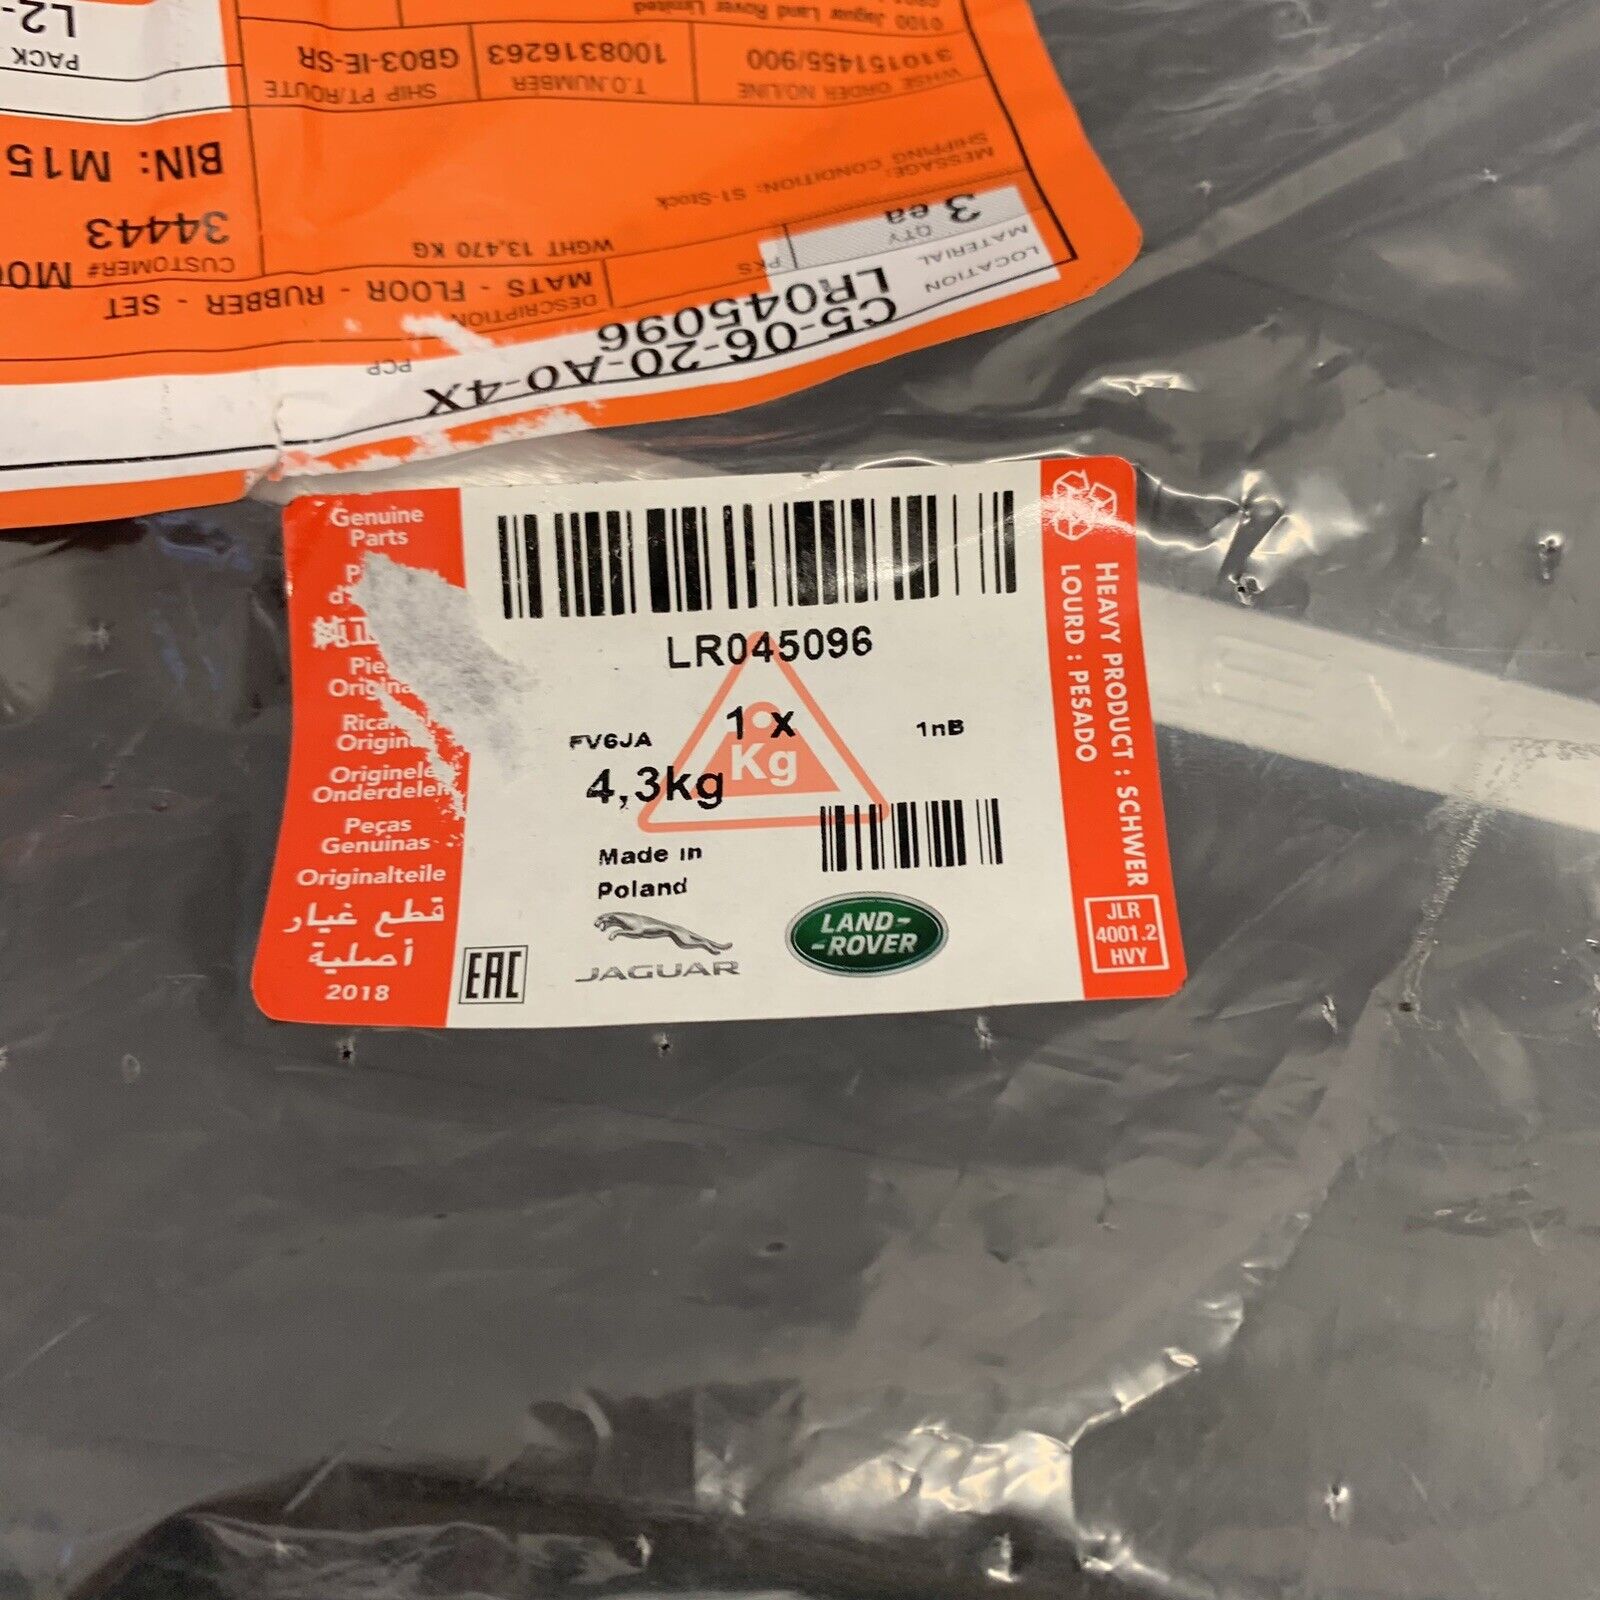 0100 Jaguar Land Rover Limited
WHSE ORDER NO/LINE
310151455/900
T.O.NUMBER
1008316263
SHIP PT/ROUTE
GB03-IE-SR
PACK
L2-
MESSAGE:
SHIPPING CONDITION: S1-Stock
BIN: M15
34443
CUSTOMER#
WGHT 13,470 KG
QTY
3 ea
PKS
DESCRIPTION
MATS - FLOOR - RUBBER - SET
MATERIAL
LR045096
LOCATION
C5-06-20-A0-4X
PCP
Genuine
Parts
Originele
Onderdelen
Peças
Genuinas
Originalteile
قطع غيار
أصلية
2018
LR045096
FV6JA
1 x
1nB
Kg
4,3kg
Made in
Poland
EAC
JAGUAR
LAND-
-ROVER
HEAVY PRODUCT : SCHWER
LOURD : PESADO
JLR
4001.2
HVY